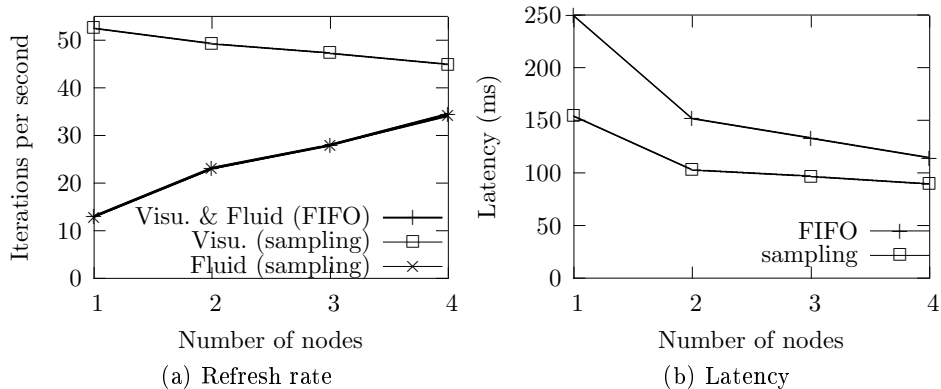 Iterations per second
50
40
30
20
10
0
Visu. & Fluid (FIFO)
Visu. (sampling)
Fluid (sampling)
1 2 3 4
Number of nodes
(a) Refresh rate
Latency (ms)
250
200
150
100
50
0
FIFO
sampling
1 2 3 4
Number of nodes
(b) Latency